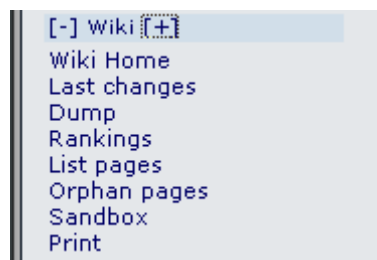 [-] Wiki [+]
Wiki Home
Last changes
Dump
Rankings
List pages
Orphan pages
Sandbox
Print